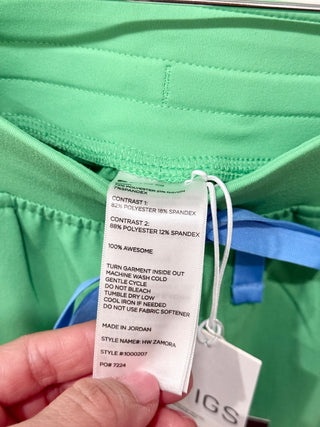 7%SPANDEX
CONTRAST 1:
82% POLYESTER 18% SPANDEX
CONTRAST 2:
88% POLYESTER 12% SPANDEX
100% AWESOME
TURN GARMENT INSIDE OUT
MACHINE WASH COLD
GENTLE CYCLE
DO NOT BLEACH
TUMBLE DRY LOW
COOL IRON IF NEEDED
DO NOT USE FABRIC SOFTENER
MADE IN JORDAN
STYLE NAME#: HW ZAMORA
STYLE #1000207
PO# 7224
IGS